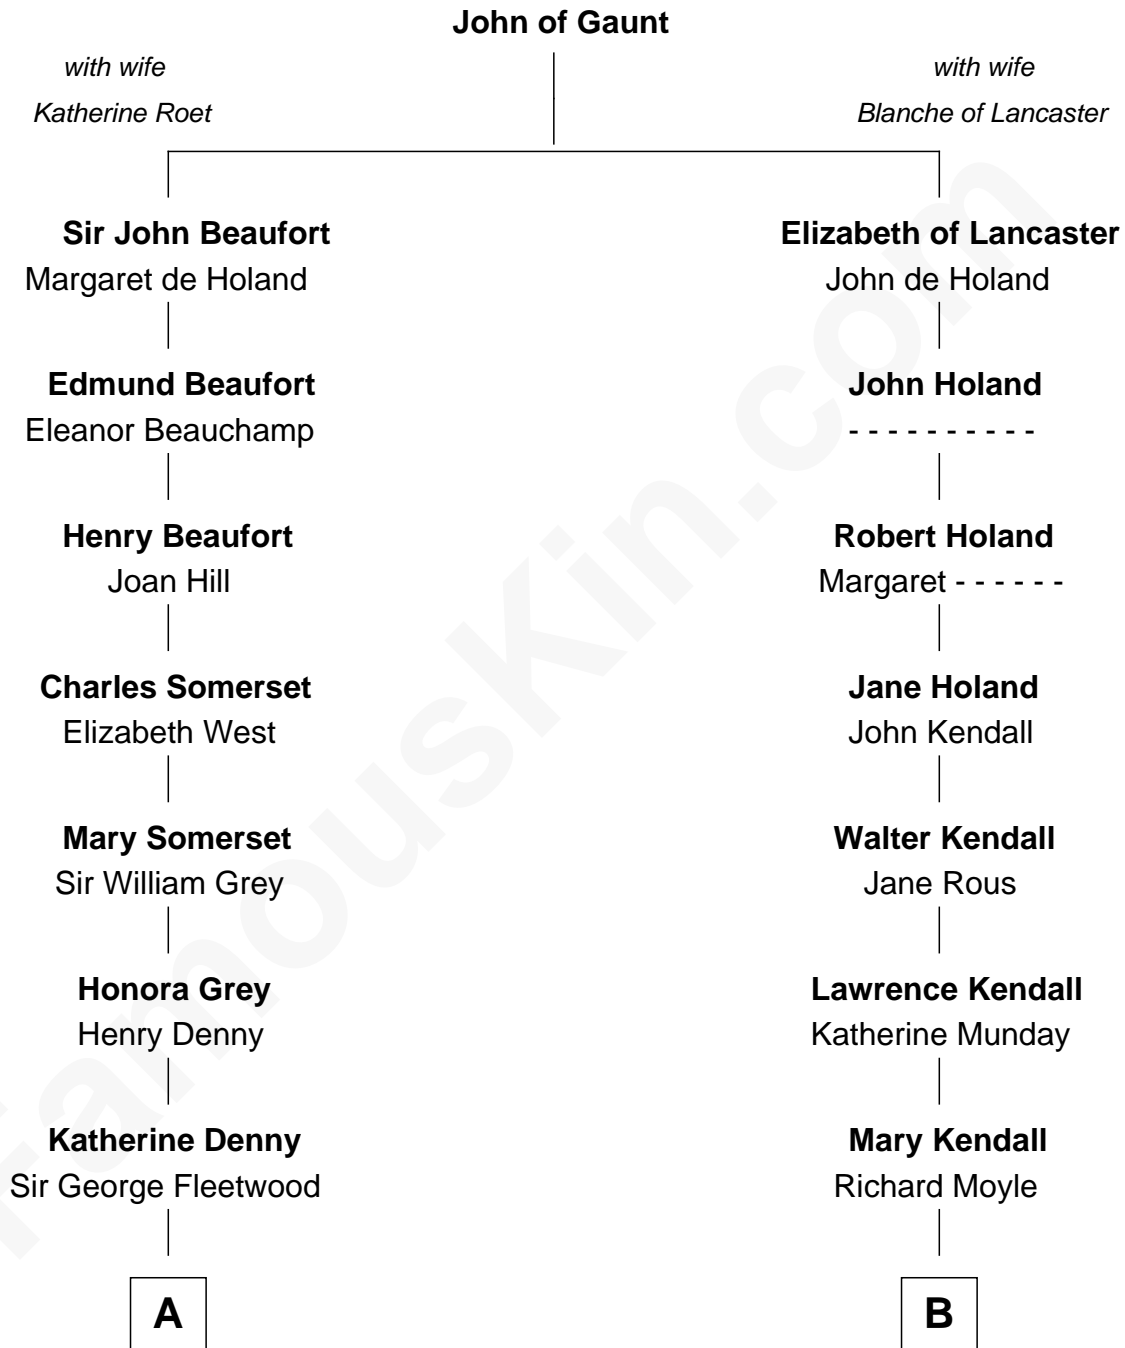 John of Gaunt
with wife
Katherine Roet
with wife
Blanche of Lancaster
Sir John Beaufort
Margaret de Holand
Elizabeth of Lancaster
John de Holand
Edmund Beaufort
Eleanor Beauchamp
John Holand
- - - - - - - - - -
Henry Beaufort
Joan Hill
Robert Holand
Margaret - - - - - -
Charles Somerset
Elizabeth West
Jane Holand
John Kendall
Mary Somerset
Sir William Grey
Walter Kendall
Jane Rous
Honora Grey
Henry Denny
Lawrence Kendall
Katherine Munday
Katherine Denny
Sir George Fleetwood
Mary Kendall
Richard Moyle
A
B
FamousKin.com